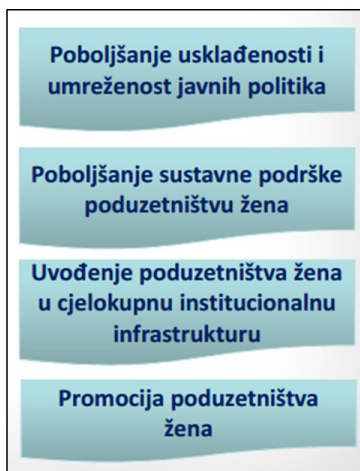 Poboljšanje usklađenosti i
umreženost javnih politika
Poboljšanje sustavne podrške
poduzetništvu žena
Uvođenje poduzetništva žena
u cjelokupnu institucionalnu
infrastrukturu
Promocija poduzetništva
žena